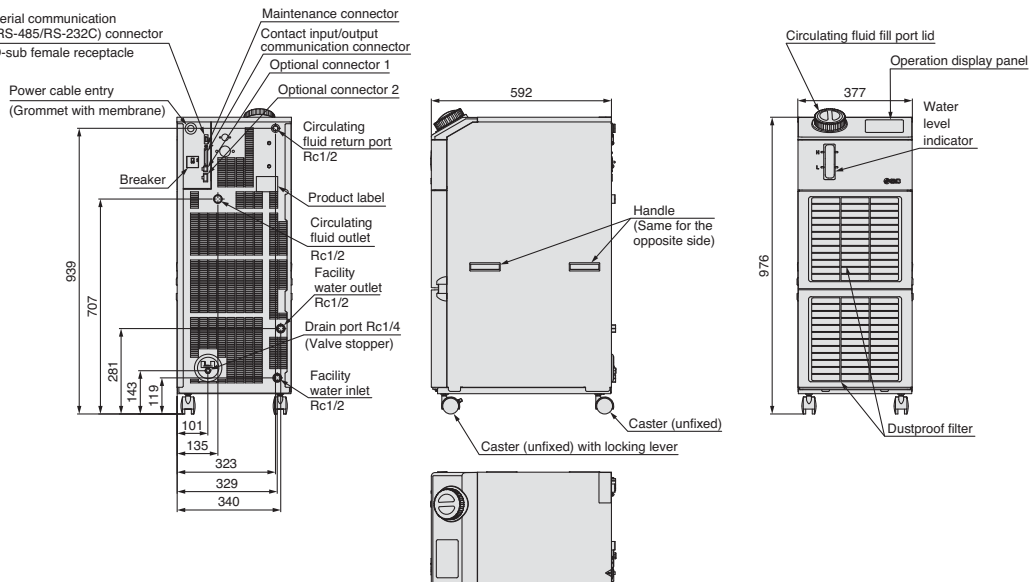 erial communication
RS-485/RS-232C) connector
-sub female receptacle
Power cable entry
(Grommet with membrane)
Breaker
Maintenance connector
Contact input/output
communication connector
Optional connector 1
Optional connector 2
Circulating
fluid return port
Rc1/2
Product label
Circulating
fluid outlet
Rc1/2
Facility
water outlet
Rc1/2
Drain port Rc1/4
(Valve stopper)
Facility
water inlet
Rc1/2
939
707
281
143
119
101
135
323
329
340
592
Handle
(Same for the
opposite side)
Caster (unfixed)
Caster (unfixed) with locking lever
Circulating fluid fill port lid
Operation display panel
377
Water
level
indicator
H
L
SMC
976
Dustproof filter